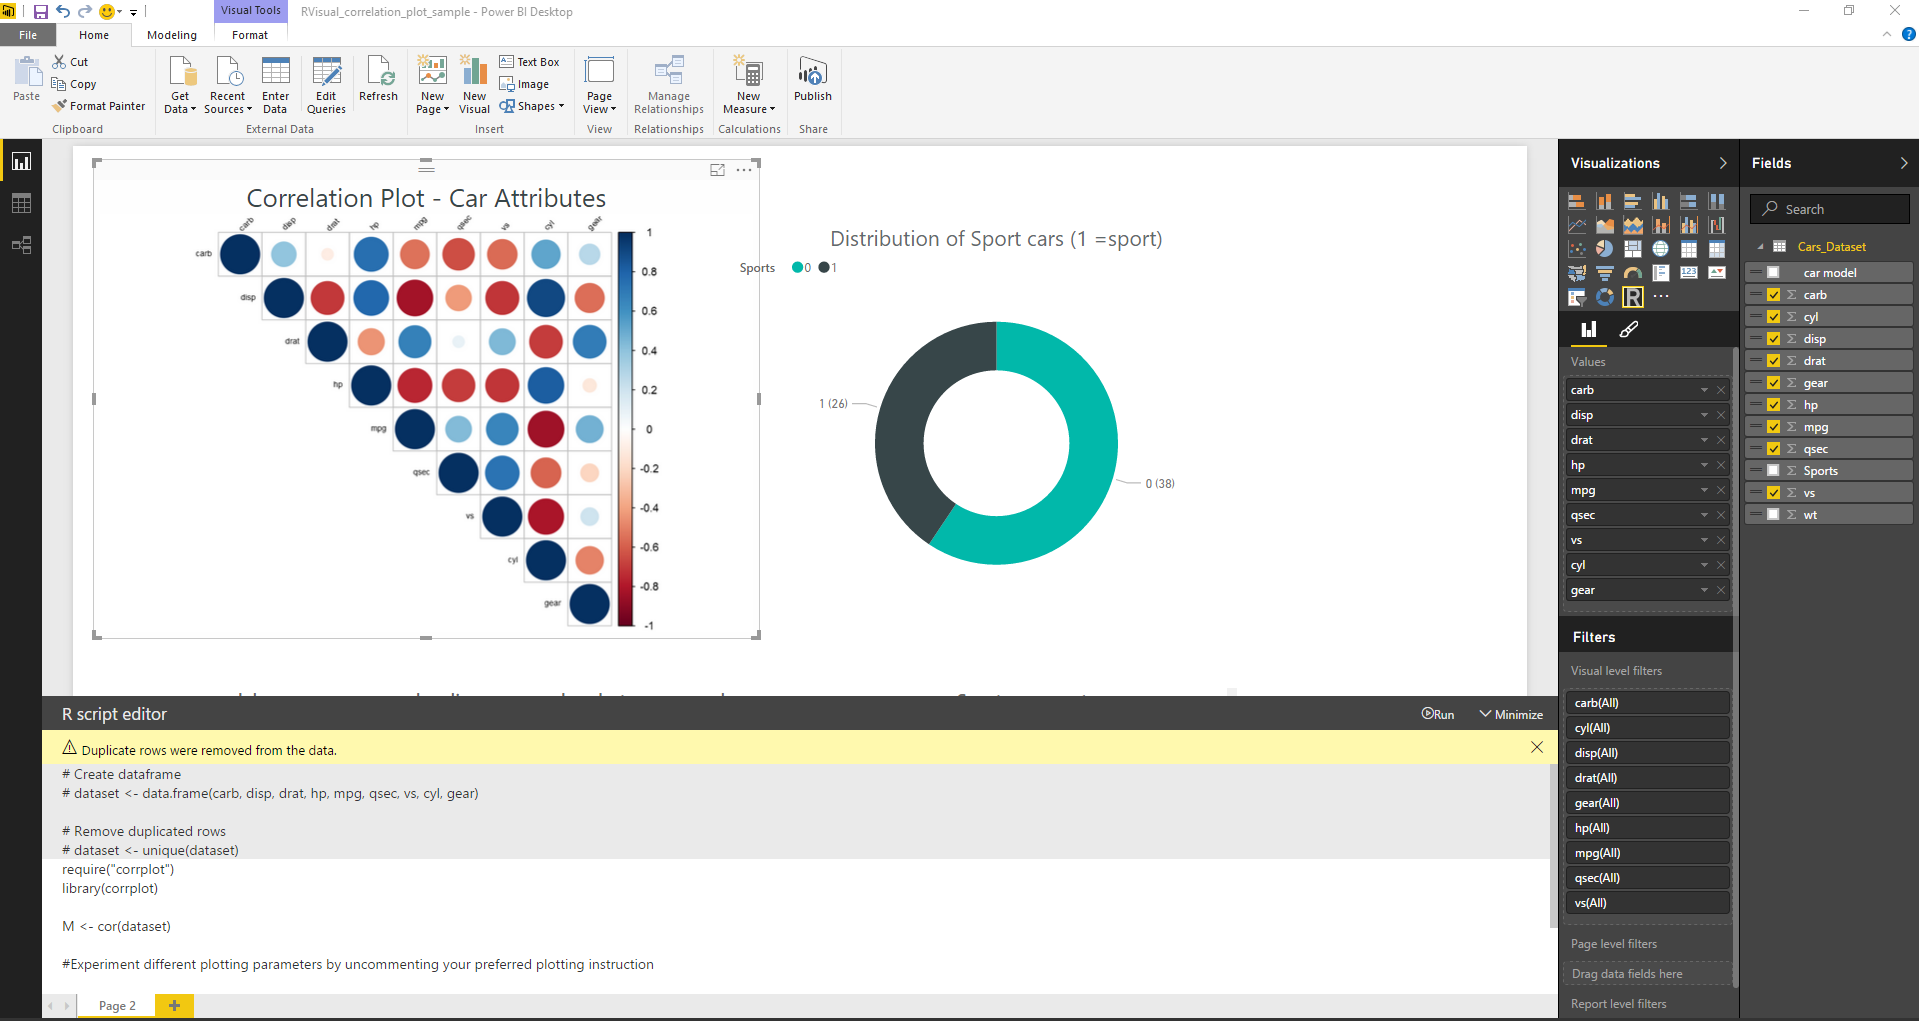 Visual Tools
RVisual_correlation_plot_sample - Power BI Desktop
File
Home
Modeling
Format
Paste
Cut
Copy
Format Painter
Clipboard
Get Data
Recent Sources
Enter Data
Edit Queries
Refresh
External Data
New Page
New Visual
Text Box
Image
Shapes
Insert
Page View
View
Manage Relationships
Relationships
New Measure
Calculations
Publish
Share
Correlation Plot - Car Attributes
carb disp drat hp mpg qsec vs cyl gear
carb
disp
drat
hp
mpg
qsec
vs
cyl
gear
1
0.8
0.6
0.4
0.2
0
-0.2
-0.4
-0.6
-0.8
-1
Distribution of Sport cars (1 =sport)
Sports 0 1
1 (26)
0 (38)
R script editor
Run
Minimize
Duplicate rows were removed from the data.
# Create dataframe
# dataset <- data.frame(carb, disp, drat, hp, mpg, qsec, vs, cyl, gear)
# Remove duplicated rows
# dataset <- unique(dataset)
require("corrplot")
library(corrplot)
M <- cor(dataset)
#Experiment different plotting parameters by uncommenting your preferred plotting instruction
Page 2
+
Visualizations
R
123
Values
carb
disp
drat
hp
mpg
qsec
vs
cyl
gear
Filters
Visual level filters
carb(All)
cyl(All)
disp(All)
drat(All)
gear(All)
hp(All)
mpg(All)
qsec(All)
vs(All)
Page level filters
Drag data fields here
Report level filters
Fields
Search
Cars_Dataset
car model
Σ carb
Σ cyl
Σ disp
Σ drat
Σ gear
Σ hp
Σ mpg
Σ qsec
Σ Sports
Σ vs
Σ wt